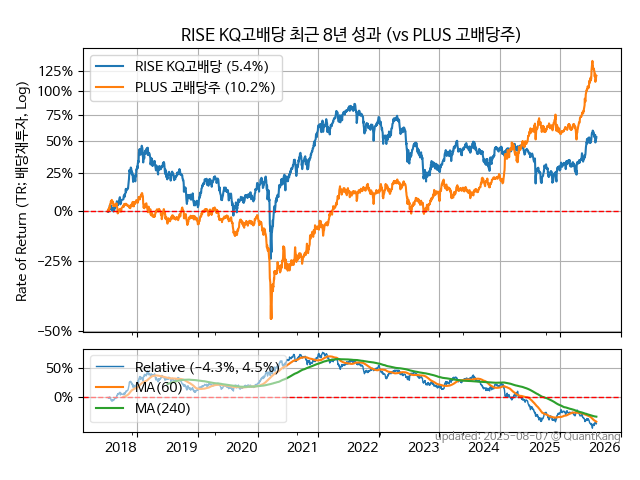 RISE KQ고배당 최근 8년 성과 (vs PLUS 고배당주)
Rate of Return (TR: 배당재투자, Log)
RISE KQ고배당 (5.4%)
PLUS 고배당주 (10.2%)
125%
100%
75%
50%
25%
0%
−25%
−50%
Relative (−4.3%, 4.5%)
MA(60)
MA(240)
50%
0%
2018 2019 2020 2021 2022 2023 2024 2025 2026
Updated: 2025-08-07 © QuantKang